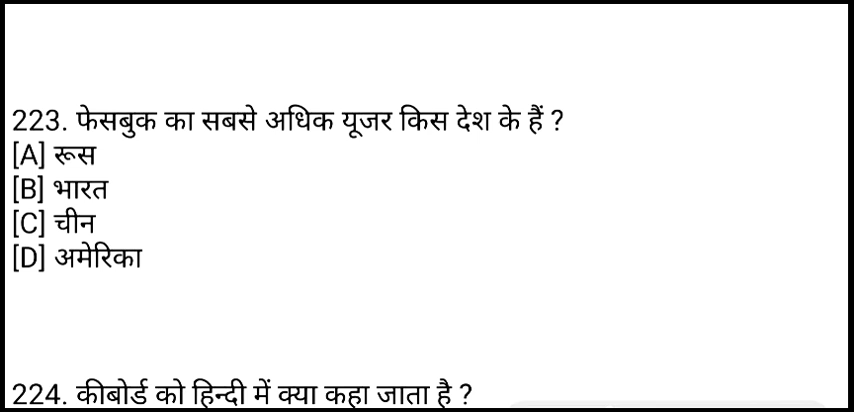 223. फेसबुक का सबसे अधिक यूजर किस देश के हैं ?
[A] रूस
[B] भारत
[C] चीन
[D] अमेरिका
224. कीबोर्ड को हिन्दी में क्या कहा जाता है ?